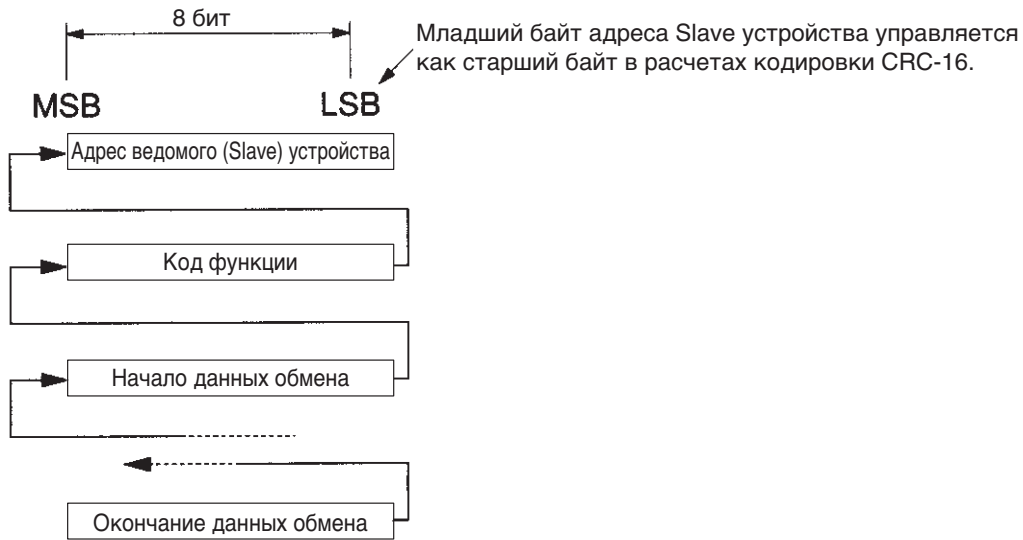 8 бит
Младший байт адреса Slave устройства управляется
как старший байт в расчетах кодировки CRC-16.
MSB
LSB
Адрес ведомого (Slave) устройства
Код функции
Начало данных обмена
Окончание данных обмена